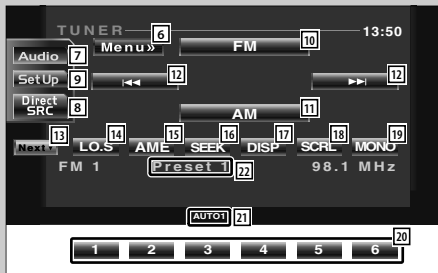 TUNER 13:50
6
Menu» FM 10
Audio 7
12 ⏮ ⏭ 12
SetUp 9
Direct SRC 8
AM 11
13 14 15 16 17 18 19
Next LO.S AME SEEK DISP SCRL MONO
FM 1 Preset 1 22 98.1 MHz
AUTO1 21
20
1 2 3 4 5 6